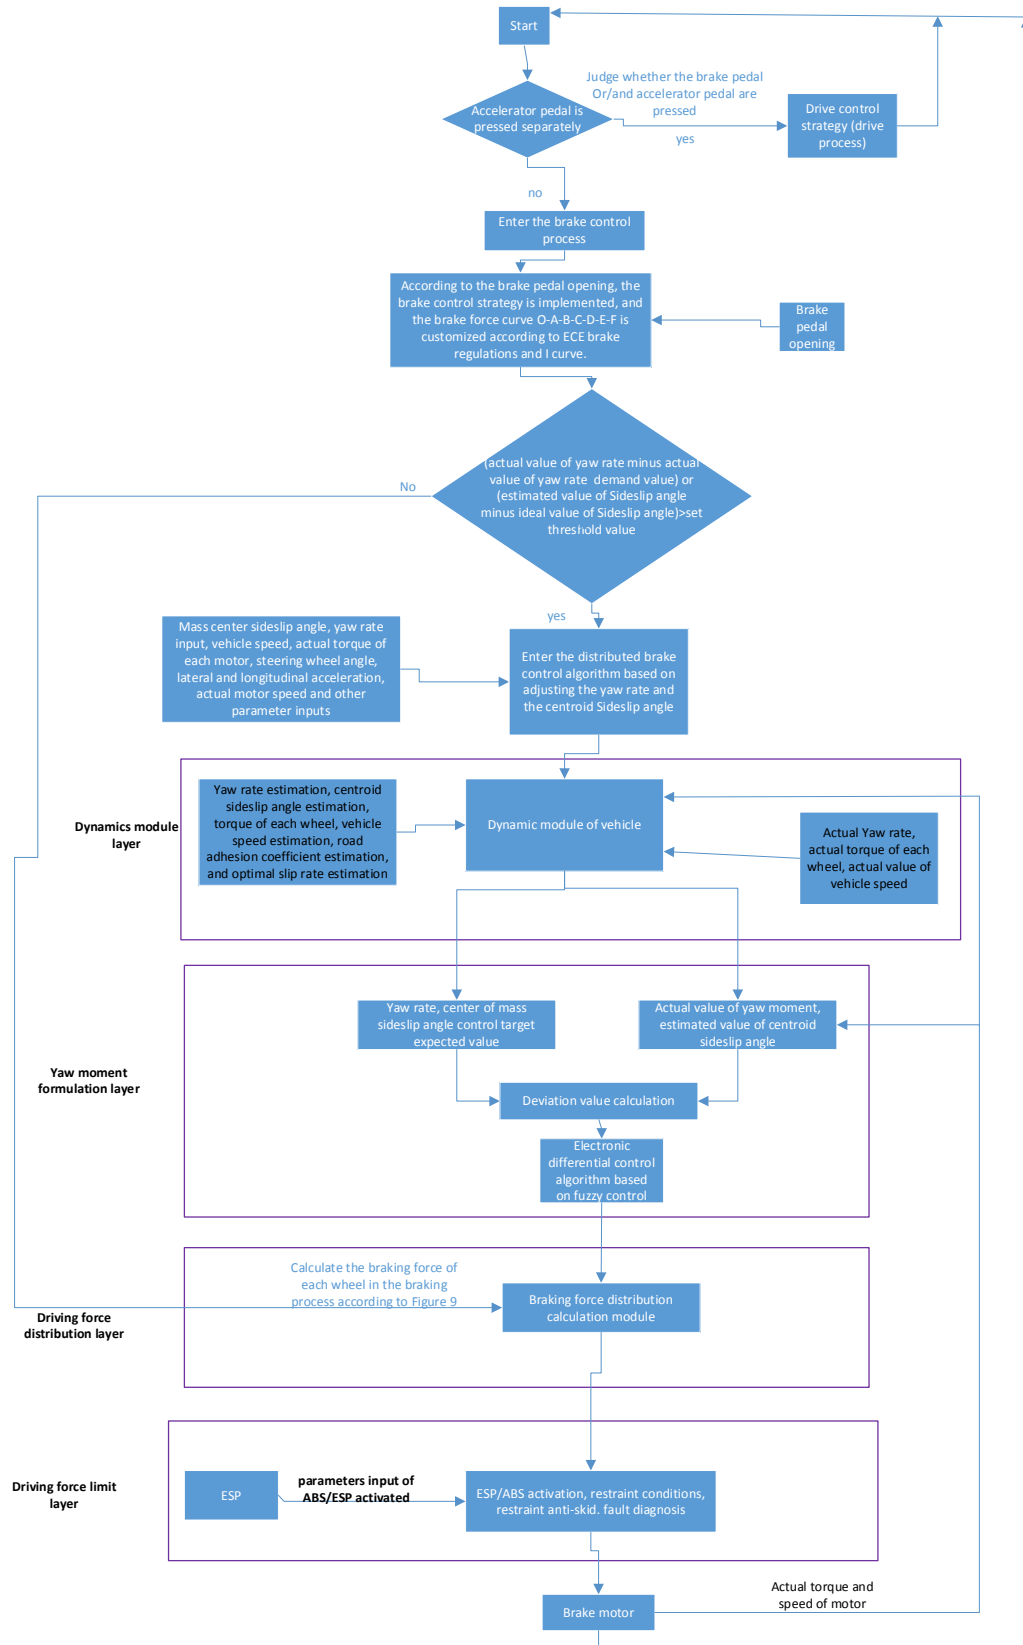 Start
Judge whether the brake pedal
Or/and accelerator pedal are
pressed
Accelerator pedal is
pressed separately
yes
Drive control
strategy (drive
process)
no
Enter the brake control
process
According to the brake pedal opening, the
brake control strategy is implemented, and
the brake force curve O-A-B-C-D-E-F is
customized according to ECE brake
regulations and I curve.
Brake
pedal
opening
(actual value of yaw rate minus actual
value of yaw rate demand value) or
(estimated value of Sideslip angle
minus ideal value of Sideslip angle)>set
threshold value
No
yes
Mass center sideslip angle, yaw rate
input, vehicle speed, actual torque of
each motor, steering wheel angle,
lateral and longitudinal acceleration,
actual motor speed and other
parameter inputs
Enter the distributed brake
control algorithm based on
adjusting the yaw rate and
the centroid Sideslip angle
Dynamics module
layer
Yaw rate estimation, centroid
sideslip angle estimation,
torque of each wheel, vehicle
speed estimation, road
adhesion coefficient estimation,
and optimal slip rate estimation
Dynamic module of vehicle
Actual Yaw rate,
actual torque of each
wheel, actual value of
vehicle speed
Yaw moment
formulation layer
Yaw rate, center of mass
sideslip angle control target
expected value
Actual value of yaw moment,
estimated value of centroid
sideslip angle
Deviation value calculation
Electronic
differential control
algorithm based
on fuzzy control
Calculate the braking force of
each wheel in the braking
process according to Figure 9
Driving force
distribution layer
Braking force distribution
calculation module
Driving force limit
layer
ESP
parameters input of
ABS/ESP activated
ESP/ABS activation, restraint conditions,
restraint anti-skid. fault diagnosis
Brake motor
Actual torque and
speed of motor